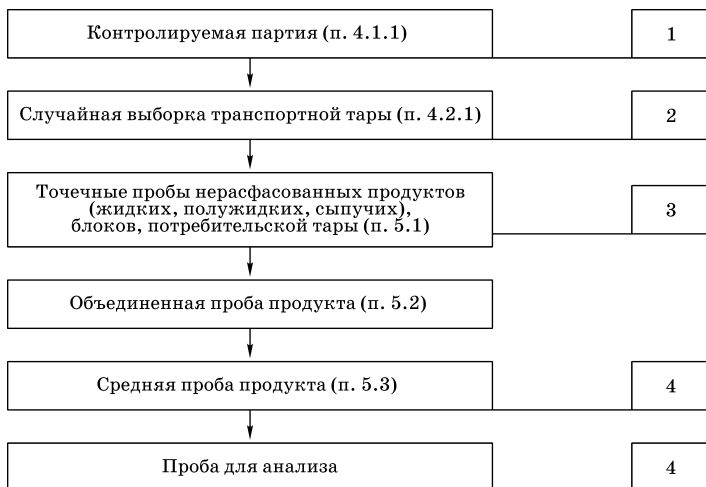 Контролируемая партия (п. 4.1.1)
1
Случайная выборка транспортной тары (п. 4.2.1)
2
Точечные пробы нерасфасованных продуктов
(жидких, полужидких, сыпучих),
блоков, потребительской тары (п. 5.1)
3
Объединенная проба продукта (п. 5.2)
Средняя проба продукта (п. 5.3)
4
Проба для анализа
4